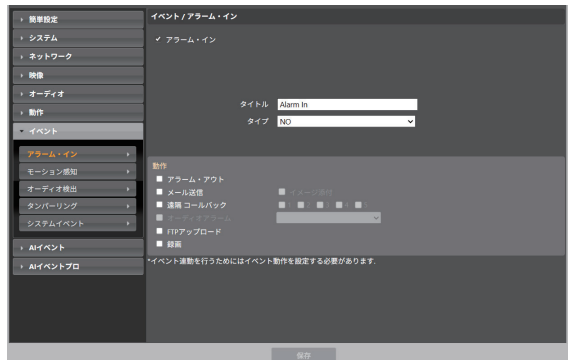 簡単設定
システム
ネットワーク
映像
オーディオ
動作
イベント
アラーム・イン
モーション感知
オーディオ検出
タンパーリング
システムイベント
AIイベント
AIイベントプロ
イベント / アラーム・イン
アラーム・イン
タイトル Alarm In
タイプ NO
動作
アラーム・アウト
メール送信 イメージ添付
遠隔 コールバック 1 2 3 4 5
オーディオアラーム
FTPアップロード
録画
*イベント連動を行うためにはイベント動作を設定する必要があります.
保存